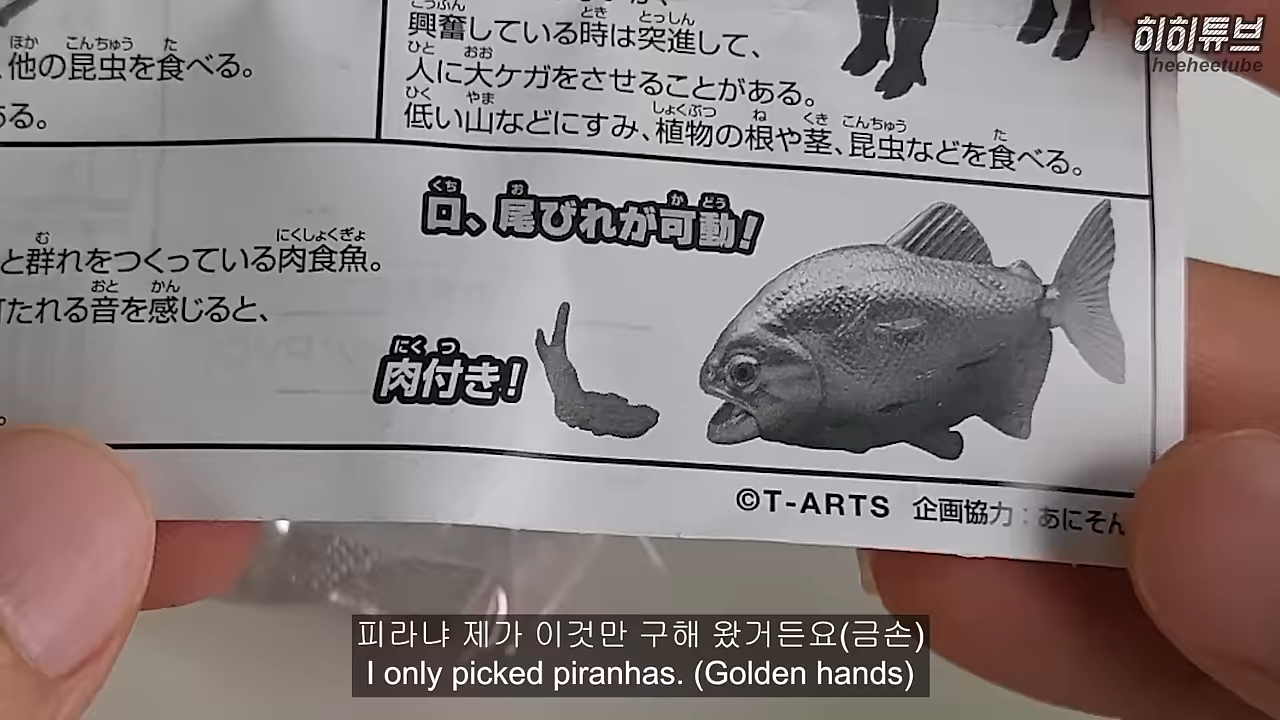 히히튜브
heeheetube
興奮している時は突進して、
人に大ケガをさせることがある。
低い山などにすみ、植物の根や茎、昆虫などを食べる。
他の昆虫を食べる。
ある。
口、尾びれが可動!
と群れをつくっている肉食魚。
たれる音を感じると、
肉付き!
©T-ARTS 企画協力:あにそん
피라냐 제가 이것만 구해 왔거든요(금손)
I only picked piranhas. (Golden hands)